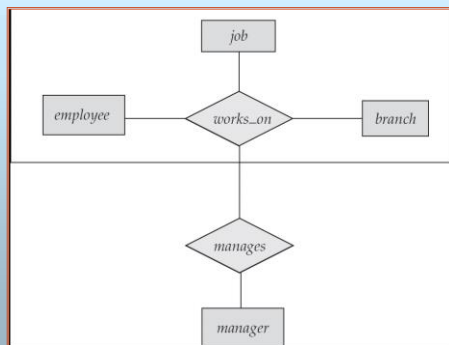 job
employee
works_on
branch
manages
manager